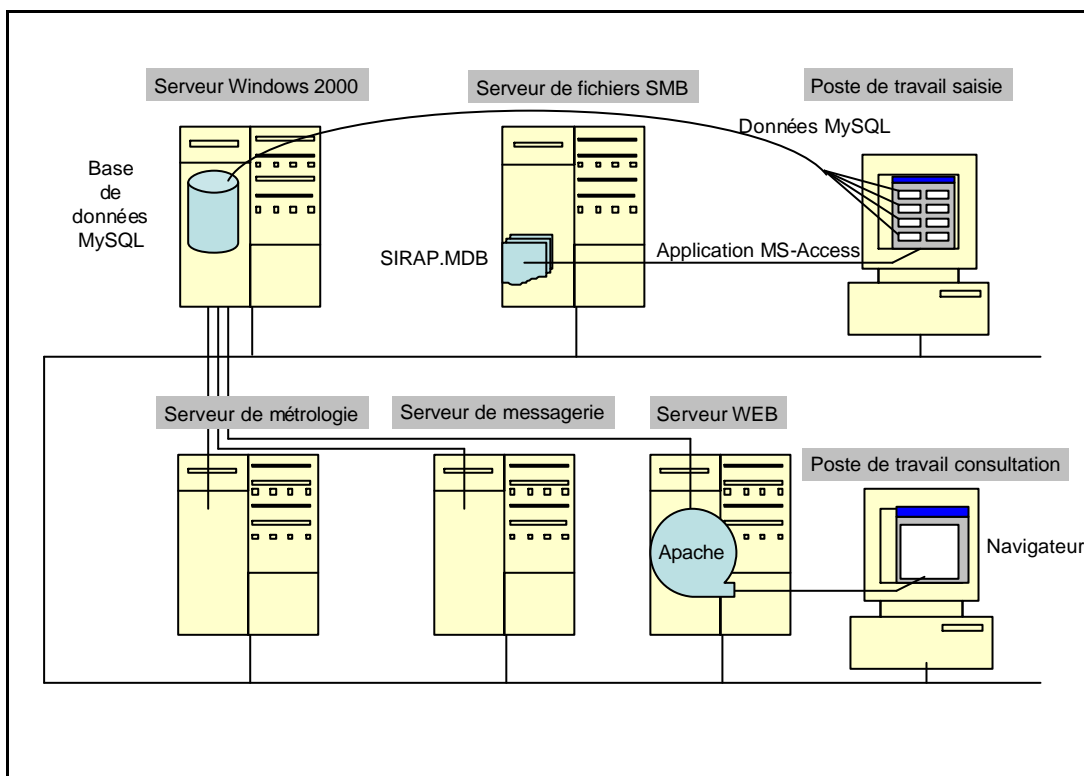 Serveur Windows 2000
Serveur de fichiers SMB
Poste de travail saisie
Données MySQL
Base
de
données
MySQL
SIRAP.MDB
Application MS-Access
Serveur de métrologie
Serveur de messagerie
Serveur WEB
Poste de travail consultation
Apache
Navigateur